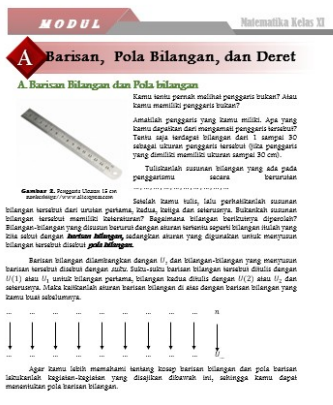 MODUL
Matematika Kelas XI
A Barisan, Pola Bilangan, dan Deret
A. Barisan Bilangan dan Pola bilangan
Kamu tentu pernah melihat penggaris bukan? Atau
kamu memiliki penggaris bukan?
Amatilah penggaris yang kamu miliki. Apa yang
kamu dapatkan dari mengamati penggaris tersebut?
Tentu saja terdapat bilangan dari 1 sampai 30
sebagai ukuran penggaris tersebut (jika penggaris
yang dimiliki memiliki ukuran sampai 30 cm).
Tuliskanlah susunan bilangan yang ada pada
penggarismu secara berurutan
Gambar 2. Penggaris Ukuran 15 cm
Setelah kamu tulis, lalu perhatikanlah susunan
bilangan tersebut dari urutan pertama, kedua, ketiga dan seterusnya. Bukankah susunan
bilangan tersebut memiliki keteraturan? Bagaimana bilangan berikutnya diperoleh?
Bilangan-bilangan yang disusun berurut dengan aturan tertentu seperti bilangan itulah yang
kita sebut dengan barisan bilangan, sedangkan aturan yang digunakan untuk menyusun
bilangan tersebut disebut pola bilangan.
Barisan bilangan dilambangkan dengan U, dan bilangan-bilangan yang menyusun
barisan tersebut disebut dengan suku. Suku-suku barisan bilangan tersebut ditulis dengan
U(1) atau U₁ untuk bilangan pertama, bilangan kedua ditulis dengan U(2) atau U₂ dan
seterusnya. Maka kaitkanlah aturan barisan bilangan di atas dengan barisan bilangan yang
kamu buat sebelumnya.
... ... ... ... ... ... ... ... n
... ... ... ... ... ... ... ... U...
Agar kamu lebih memahami tentang konsep barisan bilangan dan pola barisan
lakukanlah kegiatan-kegiatan yang disajikan dibawah ini, sehingga kamu dapat
menentukan pola barisan bilangan.